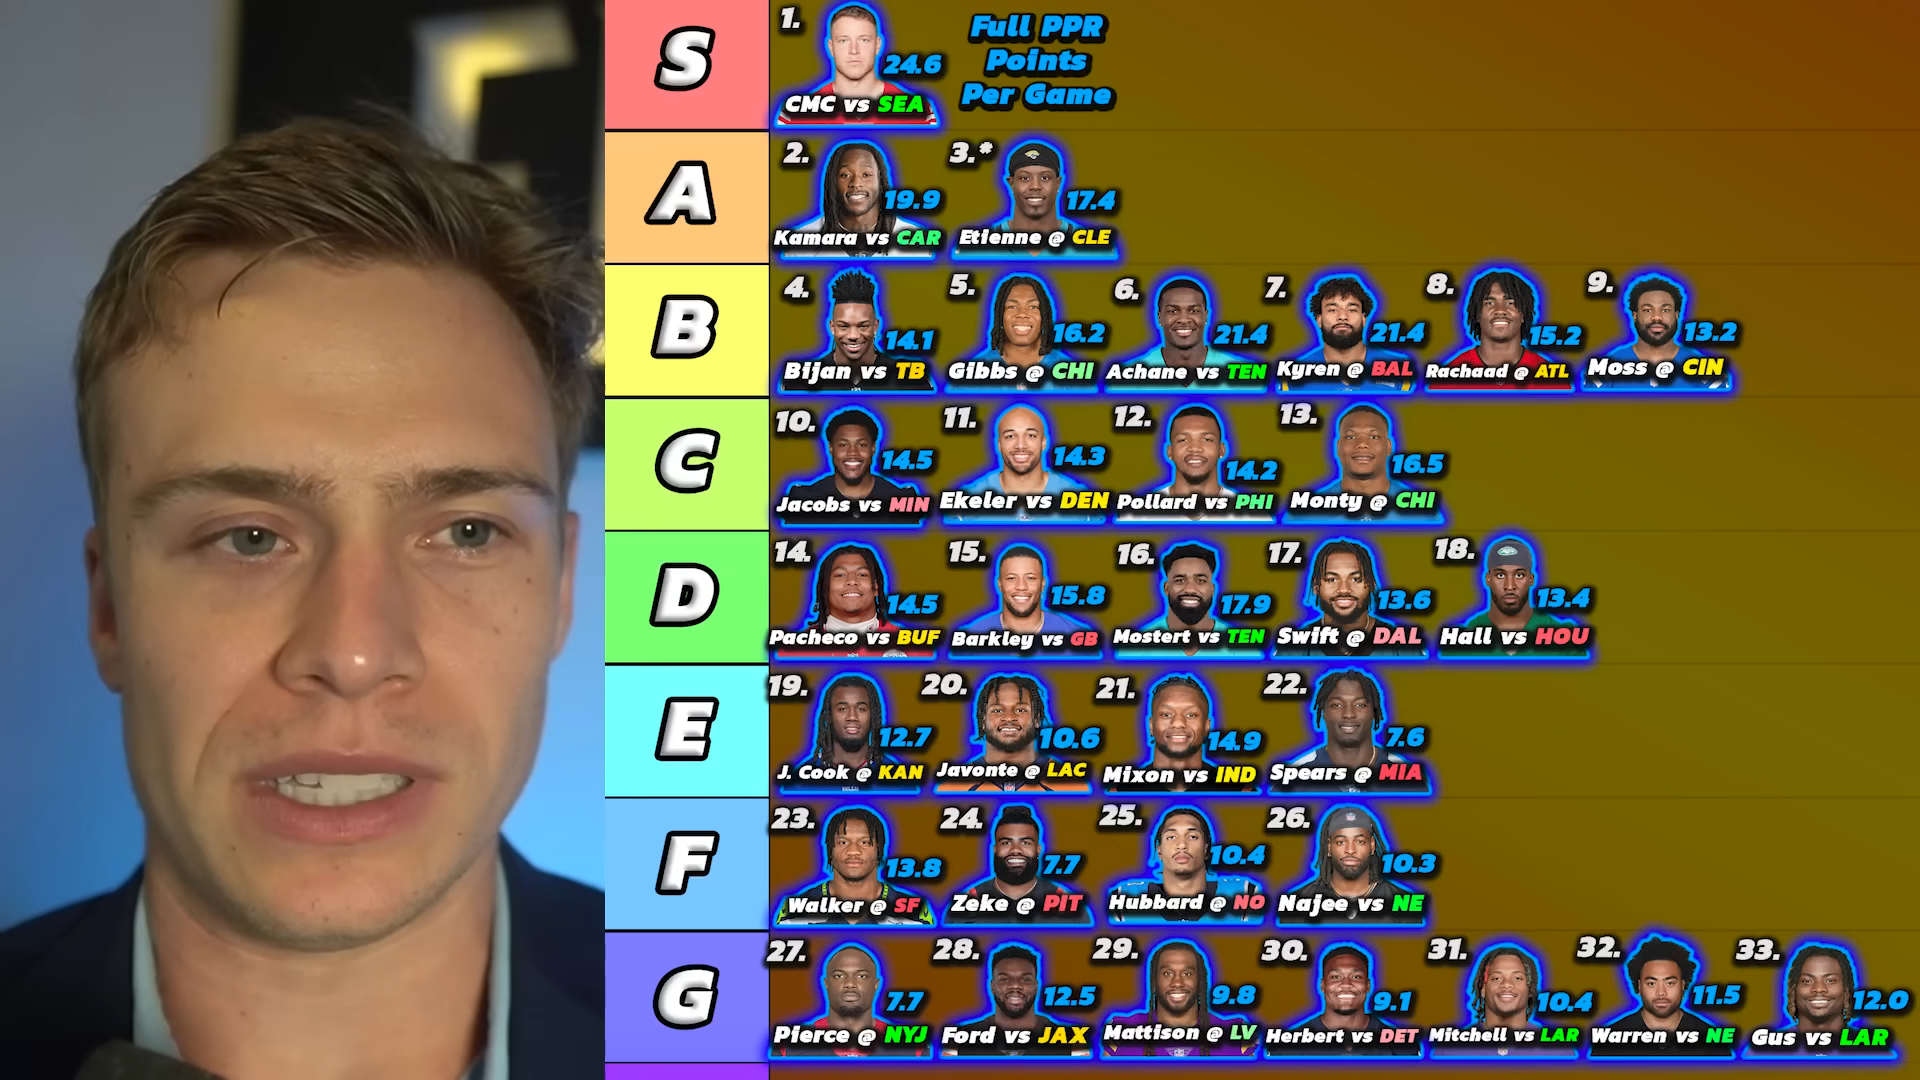 S
1.
24.6
CMC vs SEA
Full PPR
Points
Per Game
A
2.
19.9
Kamara vs CAR
3.*
17.4
Etienne @ CLE
B
4.
14.1
Bijan vs TB
5.
16.2
Gibbs @ CHI
6.
21.4
Achane vs TEN
7.
21.4
Kyren @ BAL
8.
15.2
Rachaad @ ATL
9.
13.2
Moss @ CIN
C
10.
14.5
Jacobs vs MIN
11.
14.3
Ekeler vs DEN
12.
14.2
Pollard vs PHI
13.
16.5
Monty @ CHI
D
14.
14.5
Pacheco vs BUF
15.
15.8
Barkley vs GB
16.
17.9
Mostert vs TEN
17.
13.6
Swift @ DAL
18.
13.4
Hall vs HOU
E
19.
12.7
J. Cook @ KAN
20.
10.6
Javonte @ LAC
21.
14.9
Mixon vs IND
22.
7.6
Spears @ MIA
F
23.
13.8
Walker @ SF
24.
7.7
Zeke @ PIT
25.
10.4
Hubbard @ NO
26.
10.3
Najee vs NE
G
27.
7.7
Pierce @ NYJ
28.
12.5
Ford vs JAX
29.
9.8
Mattison @ LV
30.
9.1
Herbert vs DET
31.
10.4
Mitchell vs LAR
32.
11.5
Warren vs NE
33.
12.0
Gus vs LAR